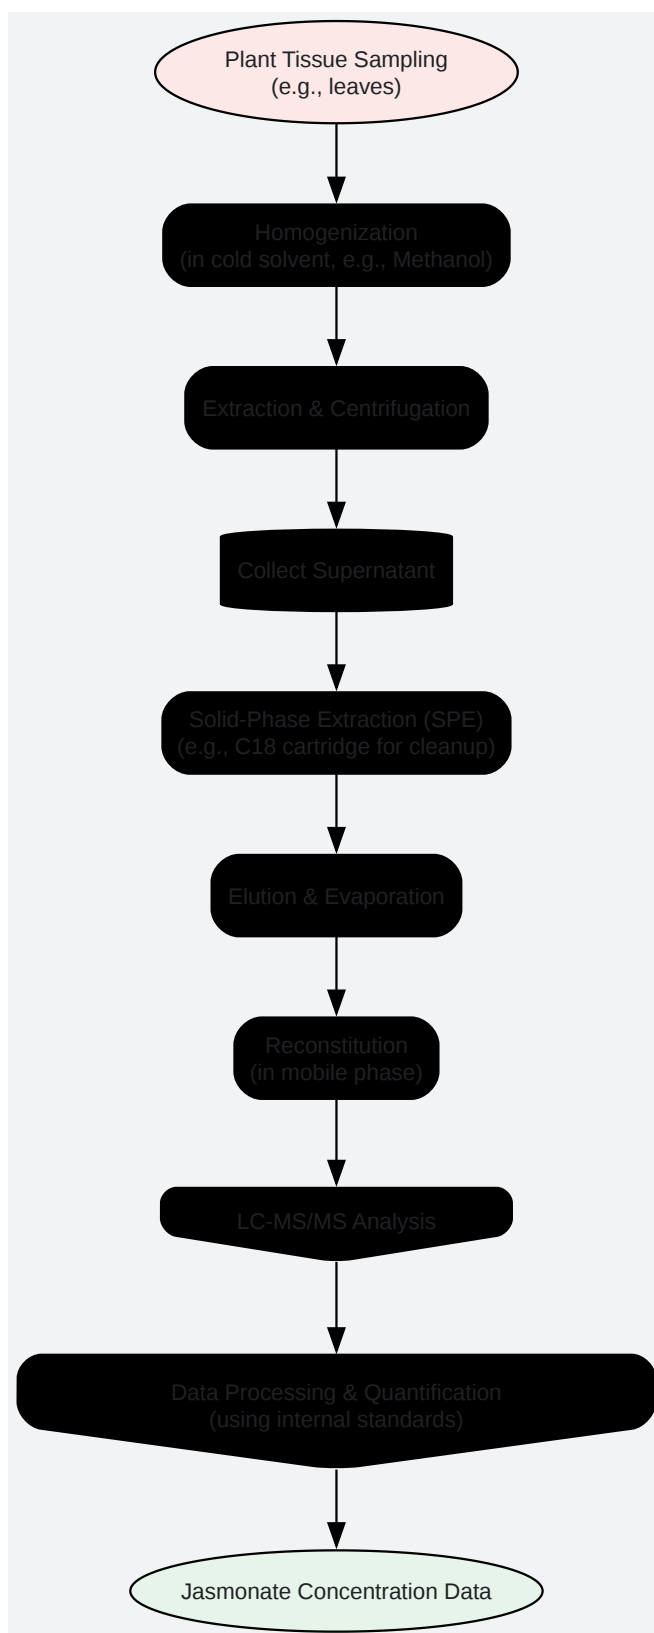 Plant Tissue Sampling
(e.g., leaves)
Homogenization
(in cold solvent, e.g., Methanol)
Extraction & Centrifugation
Collect Supernatant
Solid-Phase Extraction (SPE)
(e.g., C18 cartridge for cleanup)
Elution & Evaporation
Reconstitution
(in mobile phase)
LC-MS/MS Analysis
Data Processing & Quantification
(using internal standards)
Jasmonate Concentration Data